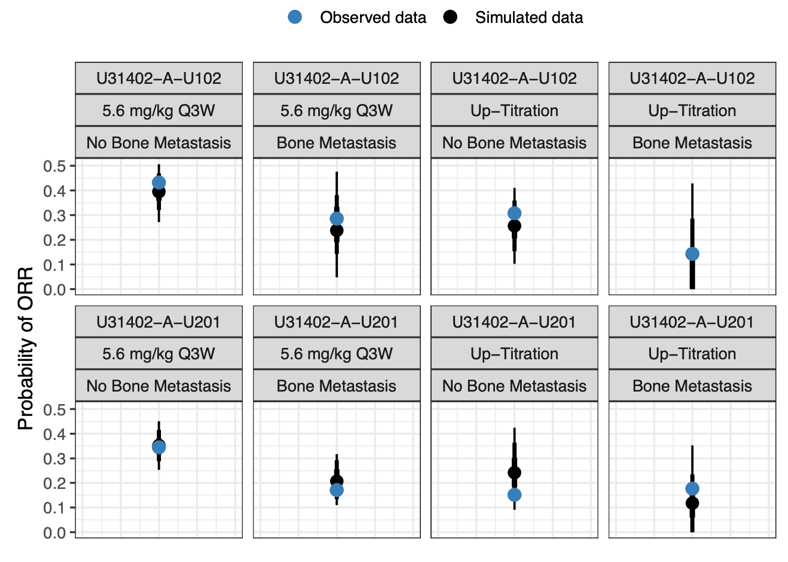 Observed data Simulated data
U31402−A−U102 U31402−A−U102 U31402−A−U102 U31402−A−U102
5.6 mg/kg Q3W 5.6 mg/kg Q3W Up−Titration Up−Titration
No Bone Metastasis Bone Metastasis No Bone Metastasis Bone Metastasis
0.5
0.4
0.3
0.2
0.1
0.0
Probability of ORR
U31402−A−U201 U31402−A−U201 U31402−A−U201 U31402−A−U201
5.6 mg/kg Q3W 5.6 mg/kg Q3W Up−Titration Up−Titration
No Bone Metastasis Bone Metastasis No Bone Metastasis Bone Metastasis
0.5
0.4
0.3
0.2
0.1
0.0